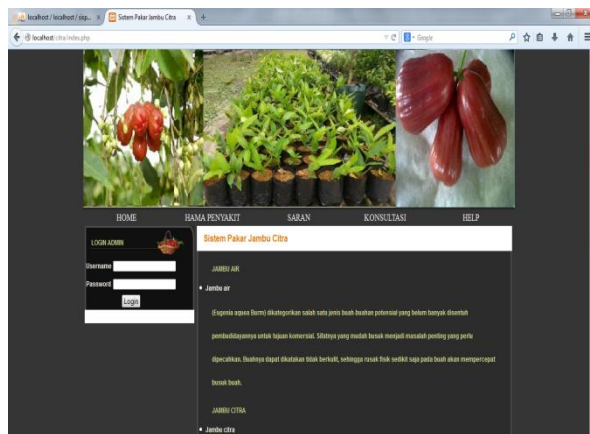 localhost / localhost / sisp...
Sistem Pakar Jambu Citra
localhost/citra/index.php
Google
HOME HAMA PENYAKIT SARAN KONSULTASI HELP
LOGIN ADMIN
Username
Password
Login
Sistem Pakar Jambu Citra
JAMBU AIR
Jambu air
(Eugenia aquea Burm) dikategorikan salah satu jenis buah-buahan potensial yang belum banyak disentuh
pembudidayannya untuk tujuan komersial. Sifatnya yang mudah busuk menjadi masalah penting yang perlu
dipecahkan. Buahnya dapat dikatakan tidak berkulit, sehingga rusak fisik sedikit saja pada buah akan mempercepat
busuk buah.
JAMBU CITRA
Jambu citra